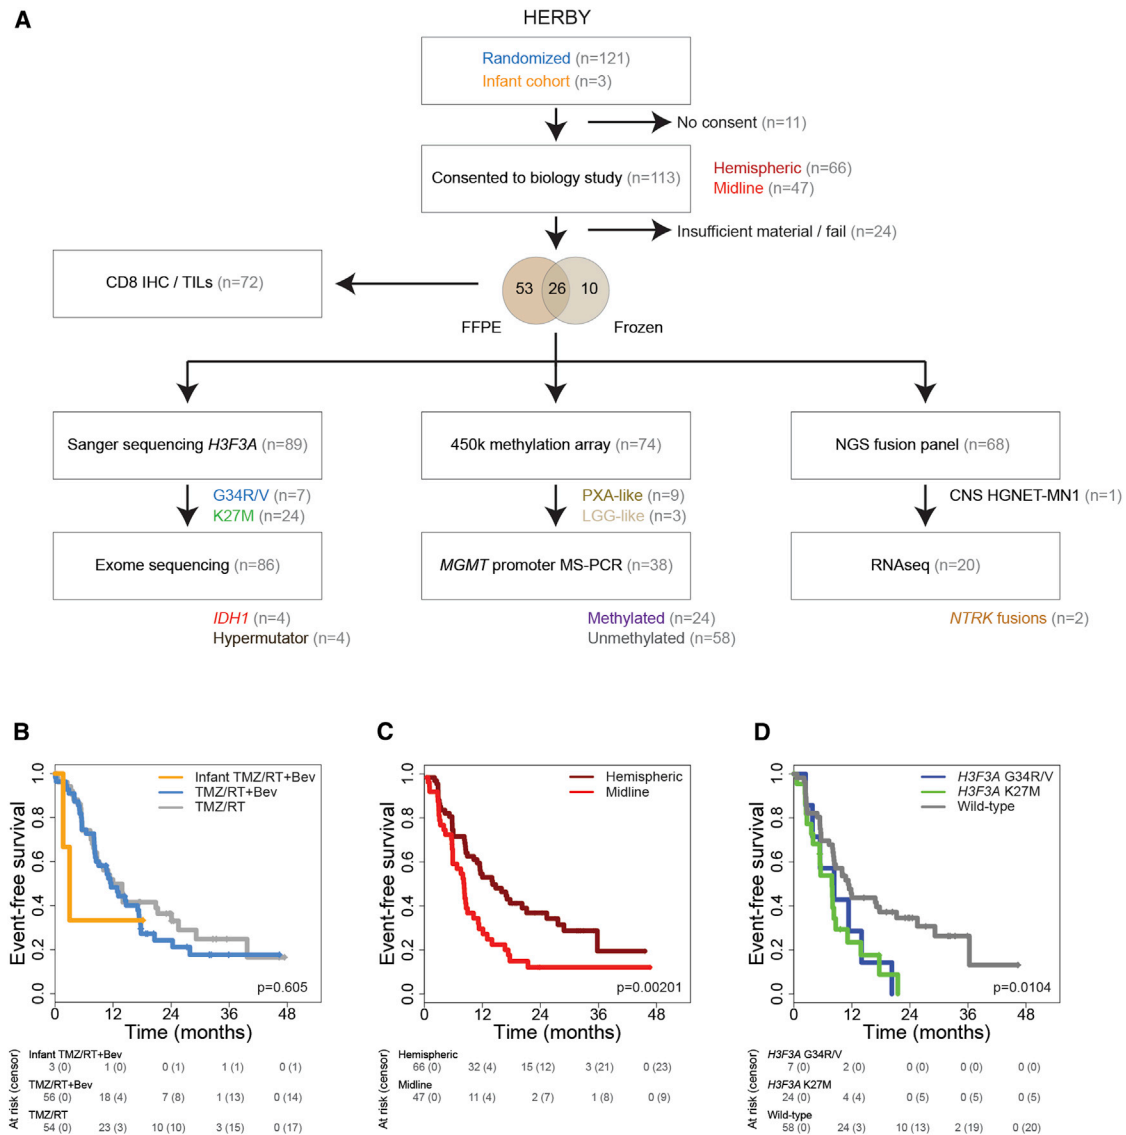 A
HERBY
Randomized (n=121)
Infant cohort (n=3)
No consent (n=11)
Consented to biology study (n=113)
Hemispheric (n=66)
Midline (n=47)
Insufficient material / fail (n=24)
CD8 IHC / TILs (n=72)
53 26 10
FFPE Frozen
Sanger sequencing H3F3A (n=89)
450k methylation array (n=74)
NGS fusion panel (n=68)
G34R/V (n=7)
K27M (n=24)
PXA-like (n=9)
LGG-like (n=3)
CNS HGNET-MN1 (n=1)
Exome sequencing (n=86)
MGMT promoter MS-PCR (n=38)
RNAseq (n=20)
IDH1 (n=4)
Hypermutator (n=4)
Methylated (n=24)
Unmethylated (n=58)
NTRK fusions (n=2)
B
Event-free survival
1.0
0.8
0.6
0.4
0.2
0.0
Infant TMZ/RT+Bev
TMZ/RT+Bev
TMZ/RT
p=0.605
0 12 24 36 48
Time (months)
At risk (censor)
Infant TMZ/RT+Bev
3 (0) 1 (0) 0 (1) 1 (1) 0 (1)
TMZ/RT+Bev
56 (0) 18 (4) 7 (8) 1 (13) 0 (14)
TMZ/RT
54 (0) 23 (3) 10 (10) 3 (15) 0 (17)
C
Event-free survival
1.0
0.8
0.6
0.4
0.2
0.0
Hemispheric
Midline
p=0.00201
0 12 24 36 48
Time (months)
At risk (censor)
Hemispheric
66 (0) 32 (4) 15 (12) 3 (21) 0 (23)
Midline
47 (0) 11 (4) 2 (7) 1 (8) 0 (9)
D
Event-free survival
1.0
0.8
0.6
0.4
0.2
0.0
H3F3A G34R/V
H3F3A K27M
Wild-type
p=0.0104
0 12 24 36 48
Time (months)
At risk (censor)
H3F3A G34R/V
7 (0) 2 (0) 0 (0) 0 (0) 0 (0)
H3F3A K27M
24 (0) 4 (4) 0 (5) 0 (5) 0 (5)
Wild-type
58 (0) 24 (3) 10 (13) 2 (19) 0 (20)